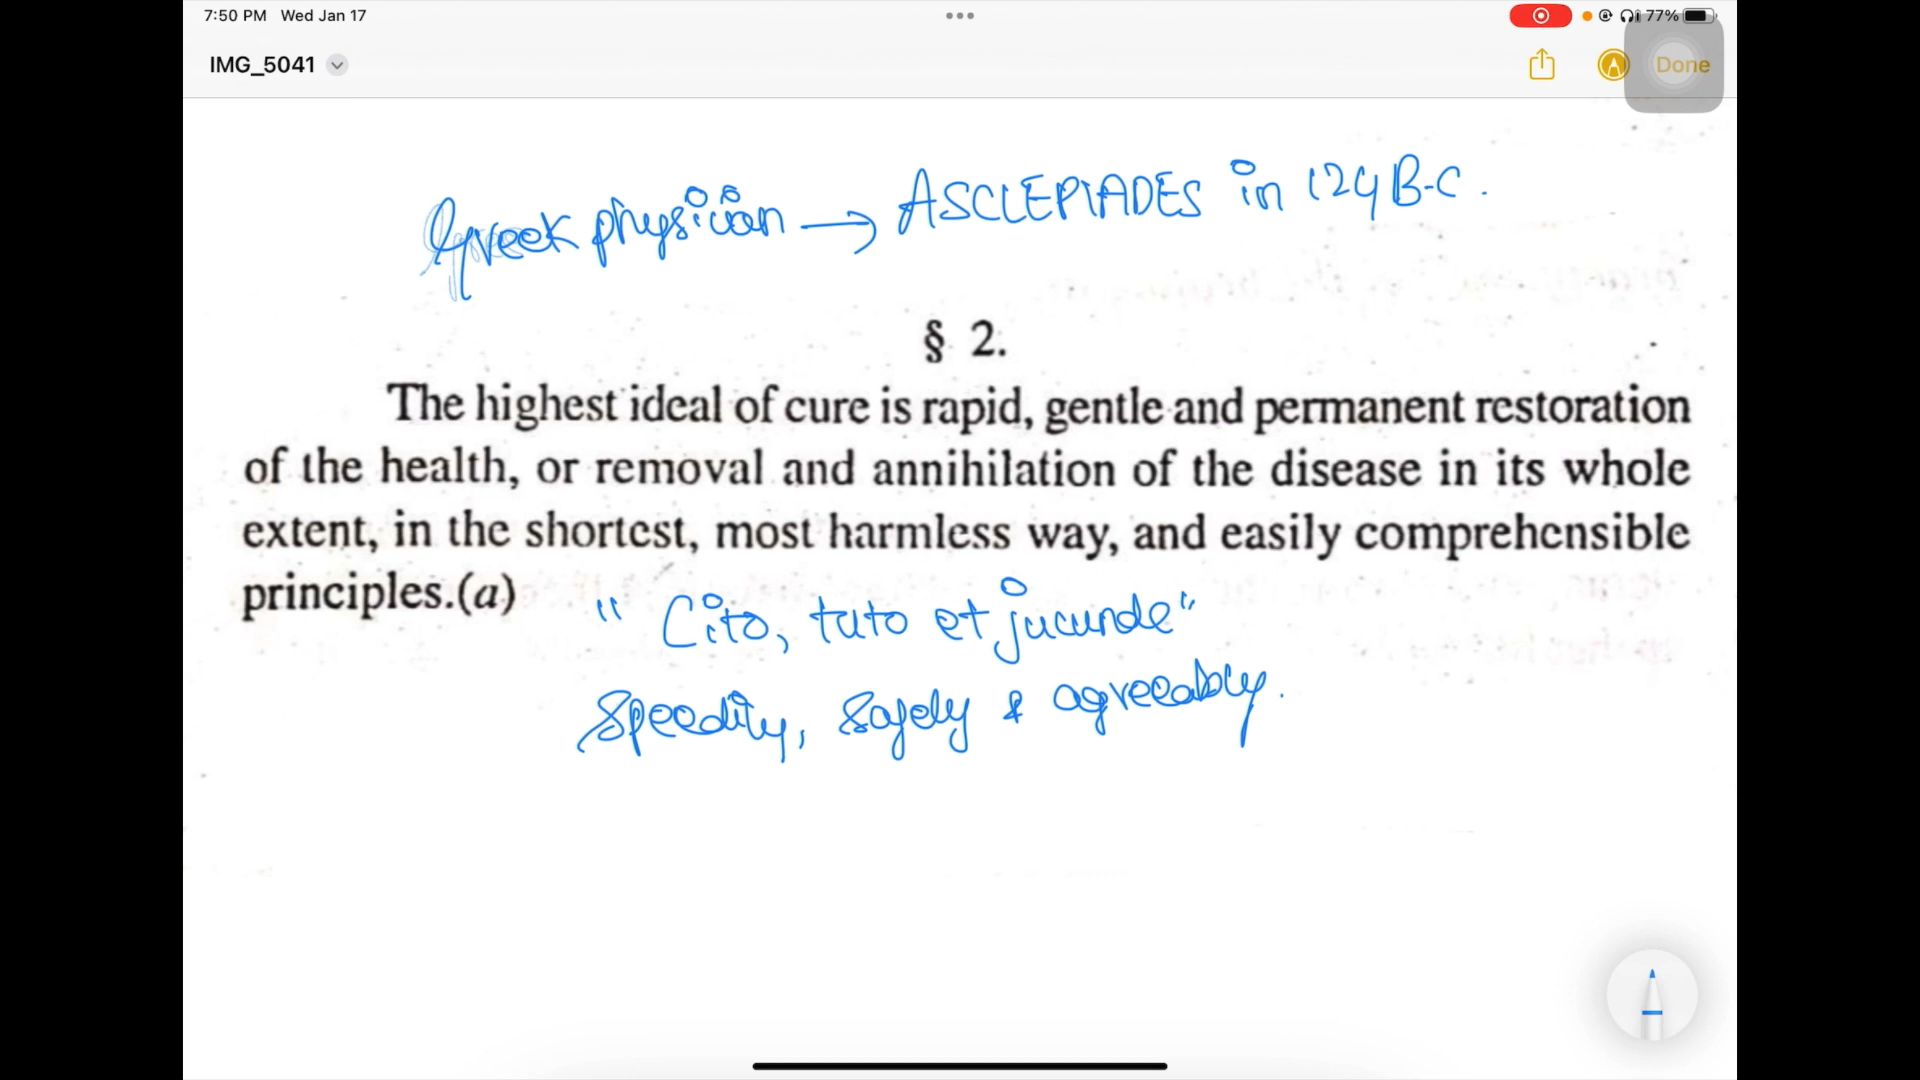 7:50 PM Wed Jan 17
77%
IMG_5041
Done
Greek physician → ASCLEPIADES in 124 B.C.
§ 2.
The highest ideal of cure is rapid, gentle and permanent restoration
of the health, or removal and annihilation of the disease in its whole
extent, in the shortest, most harmless way, and easily comprehensible
principles.(a)
"Cito, tuto et jucunde"
Speedity, safely & agreeably.